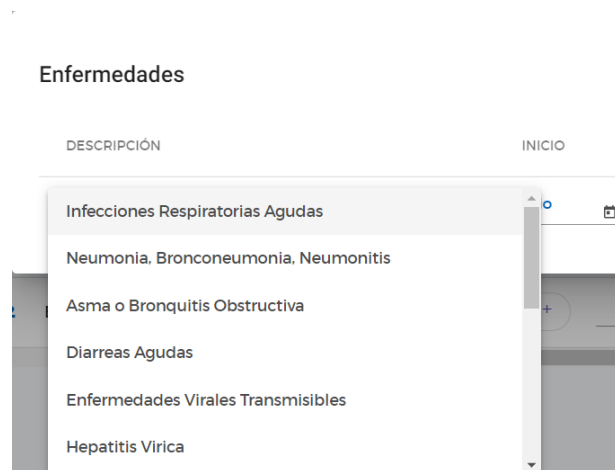 Enfermedades
DESCRIPCIÓN INICIO
Infecciones Respiratorias Agudas
Neumonia, Bronconeumonia, Neumonitis
Asma o Bronquitis Obstructiva
+
Diarreas Agudas
Enfermedades Virales Transmisibles
Hepatitis Virica